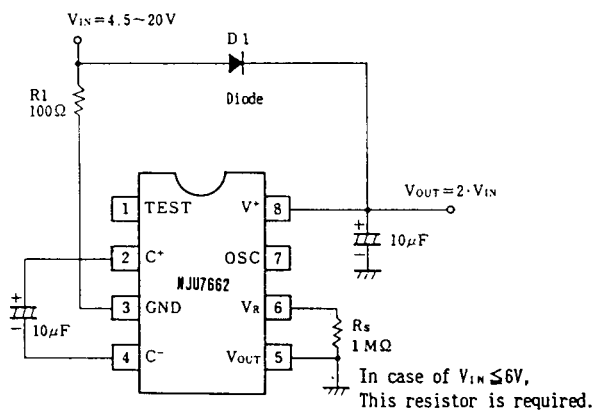 VIN=4.5~20V
D1
Diode
R1
100Ω
VOUT=2·VIN
1 TEST V+ 8
+
10μF
−
2 C+ OSC 7
NJU7662
+
10μF
−
3 GND VR 6
Rs
1MΩ
4 C− VOUT 5
In case of VIN≦6V,
This resistor is required.